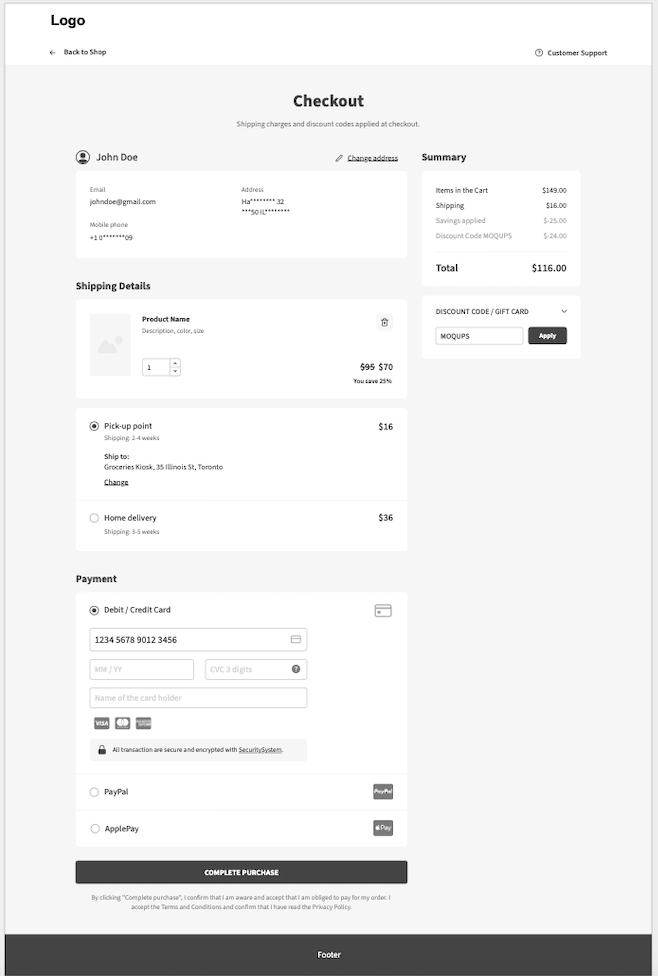 Logo
Back to Shop
Customer Support
Checkout
Shipping charges and discount codes applied at checkout.
John Doe
Change address
Email
johndoe@gmail.com
Address
Ha******** 32
***50 IL********
Mobile phone
+1 0*******09
Shipping Details
Product Name
Description, color, size
1
$95 $70
You save 25%
Pick-up point
$16
Shipping: 2-4 weeks
Ship to:
Groceries Kiosk, 35 Illinois St, Toronto
Change
Home delivery
$36
Shipping: 3-5 weeks
Payment
Debit / Credit Card
1234 5678 9012 3456
MM / YY
CVC 3 digits
?
Name of the card holder
VISA
All transaction are secure and encrypted with SecuritySystem.
PayPal
PayPal
ApplePay
Pay
COMPLETE PURCHASE
By clicking "Complete purchase", I confirm that I am aware and accept that I am obliged to pay for my order. I
accept the Terms and Conditions and confirm that I have read the Privacy Policy.
Summary
Items in the Cart
$149.00
Shipping
$16.00
Savings applied
$-25.00
Discount Code MOQUPS
$-24.00
Total
$116.00
DISCOUNT CODE / GIFT CARD
MOQUPS
Apply
Footer